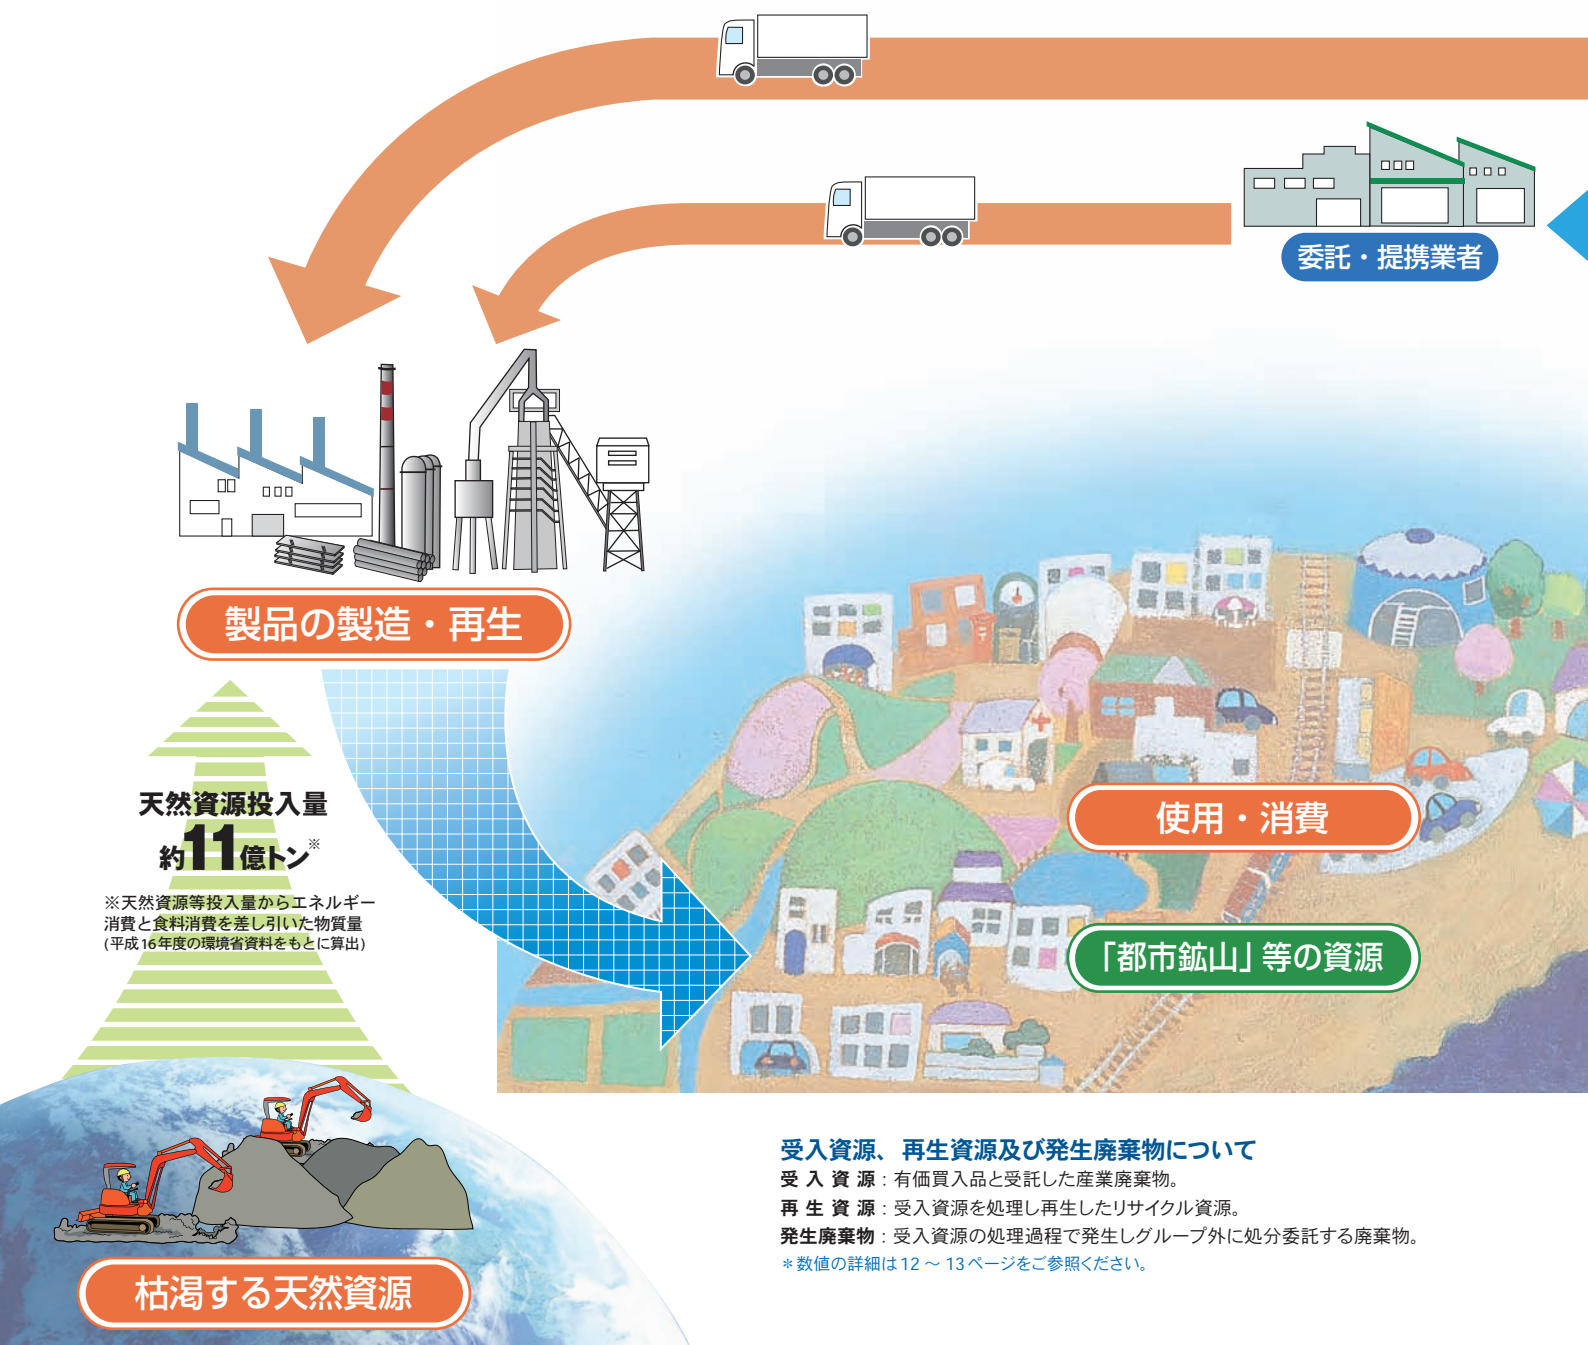 委託・提携業者
製品の製造・再生
天然資源投入量
約11億トン※
※天然資源等投入量からエネルギー
消費と食料消費を差し引いた物質量
(平成16年度の環境省資料をもとに算出)
使用・消費
「都市鉱山」等の資源
枯渇する天然資源
受入資源、再生資源及び発生廃棄物について
受入資源：有価買入品と受託した産業廃棄物。
再生資源：受入資源を処理し再生したリサイクル資源。
発生廃棄物：受入資源の処理過程で発生しグループ外に処分委託する廃棄物。
＊数値の詳細は12～13ページをご参照ください。